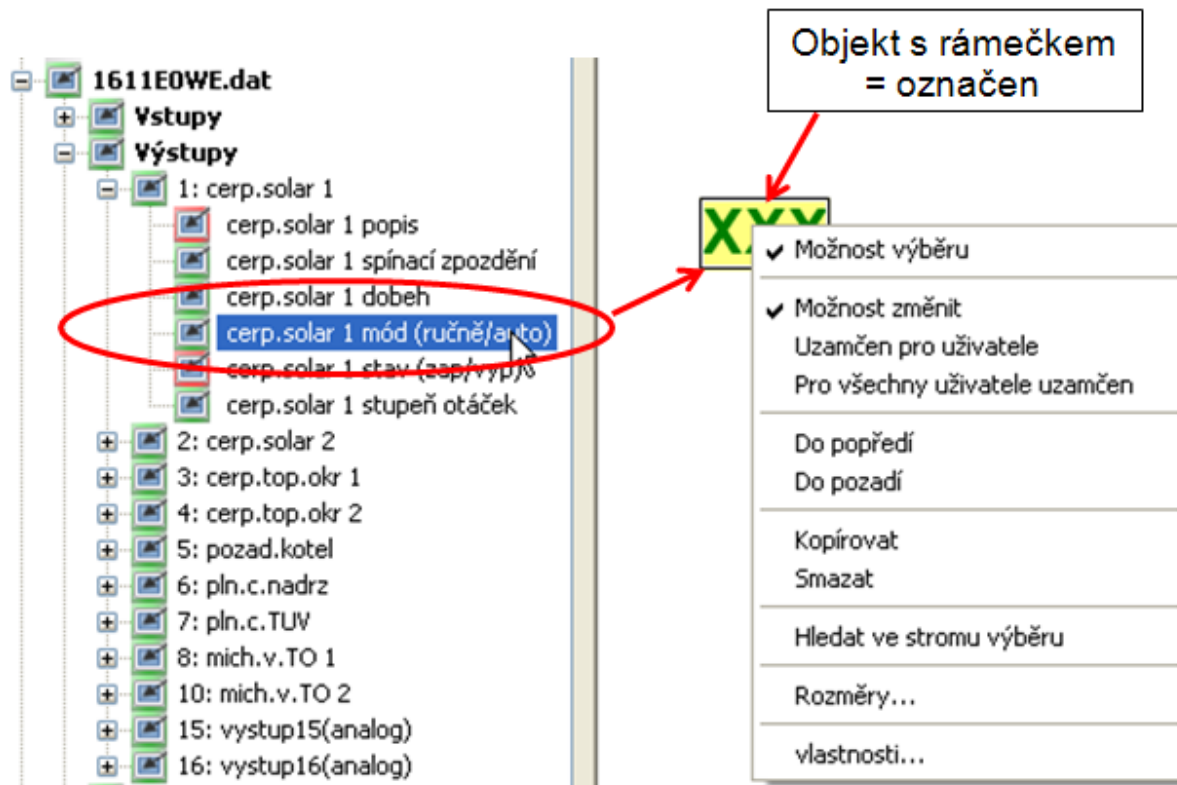 Objekt s rámečkem
= označen
1611E0WE.dat
Vstupy
Výstupy
1: cerp.solar 1
cerp.solar 1 popis
cerp.solar 1 spínací zpozdění
cerp.solar 1 dobeh
cerp.solar 1 mód (ručně/auto)
cerp.solar 1 stav (zap/vyp)
cerp.solar 1 stupeň otáček
2: cerp.solar 2
3: cerp.top.okr 1
4: cerp.top.okr 2
5: pozad.kotel
6: pln.c.nadrz
7: pln.c.TUV
8: mich.v.TO 1
10: mich.v.TO 2
15: vystup15(analog)
16: vystup16(analog)
XXX
Možnost výběru
Možnost změnit
Uzamčen pro uživatele
Pro všechny uživatele uzamčen
Do popředí
Do pozadí
Kopírovat
Smazat
Hledat ve stromu výběru
Rozměry...
vlastnosti...